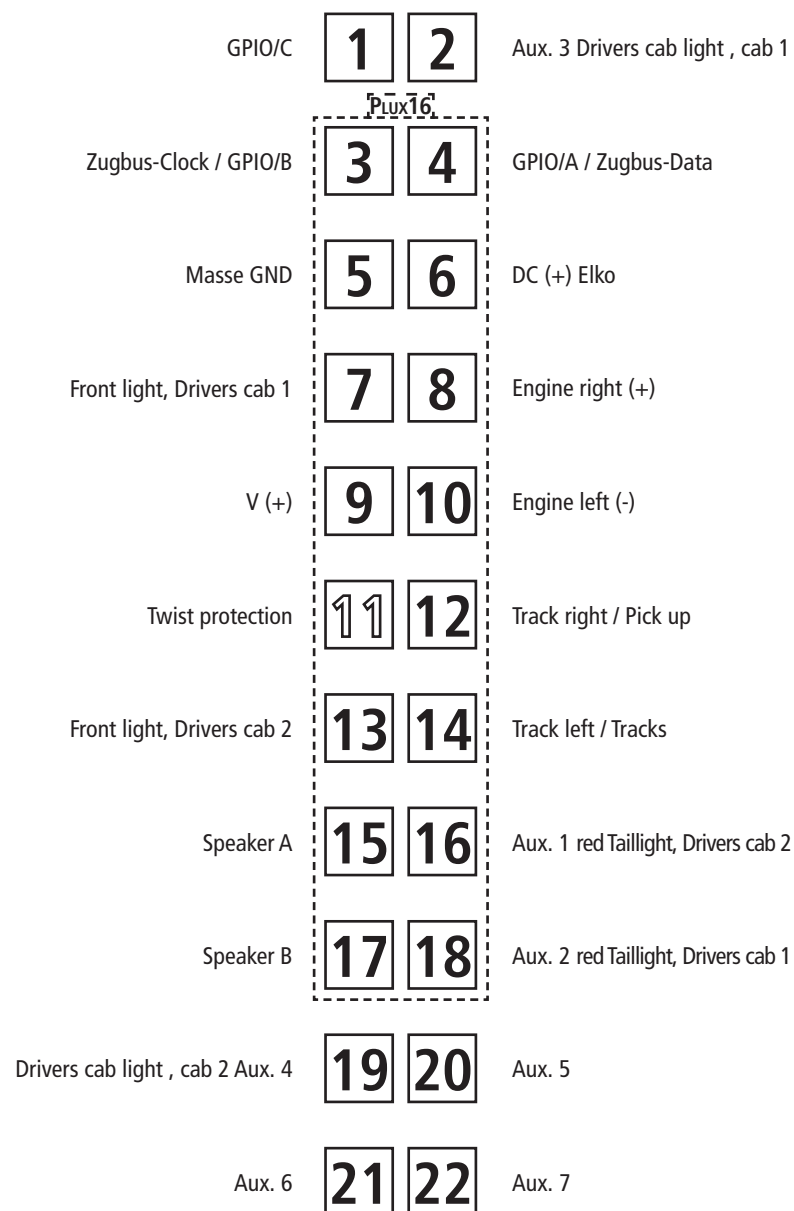 GPIO/C 1 2 Aux. 3 Drivers cab light , cab 1
PLUX16
Zugbus-Clock / GPIO/B 3 4 GPIO/A / Zugbus-Data
Masse GND 5 6 DC (+) Elko
Front light, Drivers cab 1 7 8 Engine right (+)
V (+) 9 10 Engine left (-)
Twist protection 11 12 Track right / Pick up
Front light, Drivers cab 2 13 14 Track left / Tracks
Speaker A 15 16 Aux. 1 red Taillight, Drivers cab 2
Speaker B 17 18 Aux. 2 red Taillight, Drivers cab 1
Drivers cab light , cab 2 Aux. 4 19 20 Aux. 5
Aux. 6 21 22 Aux. 7